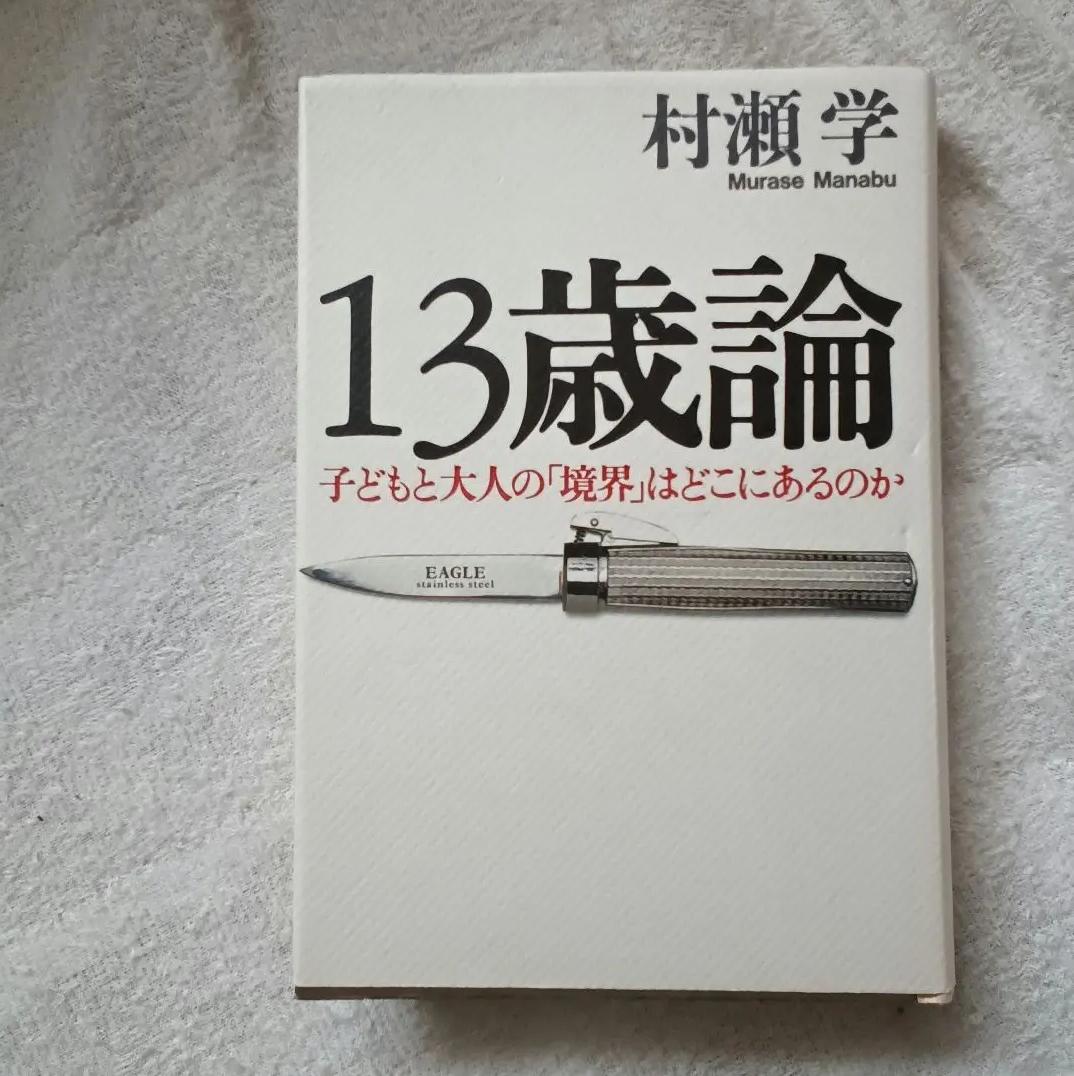 村瀬 学
Murase Manabu
13歳論
子どもと大人の「境界」はどこにあるのか
EAGLE
stainless steel